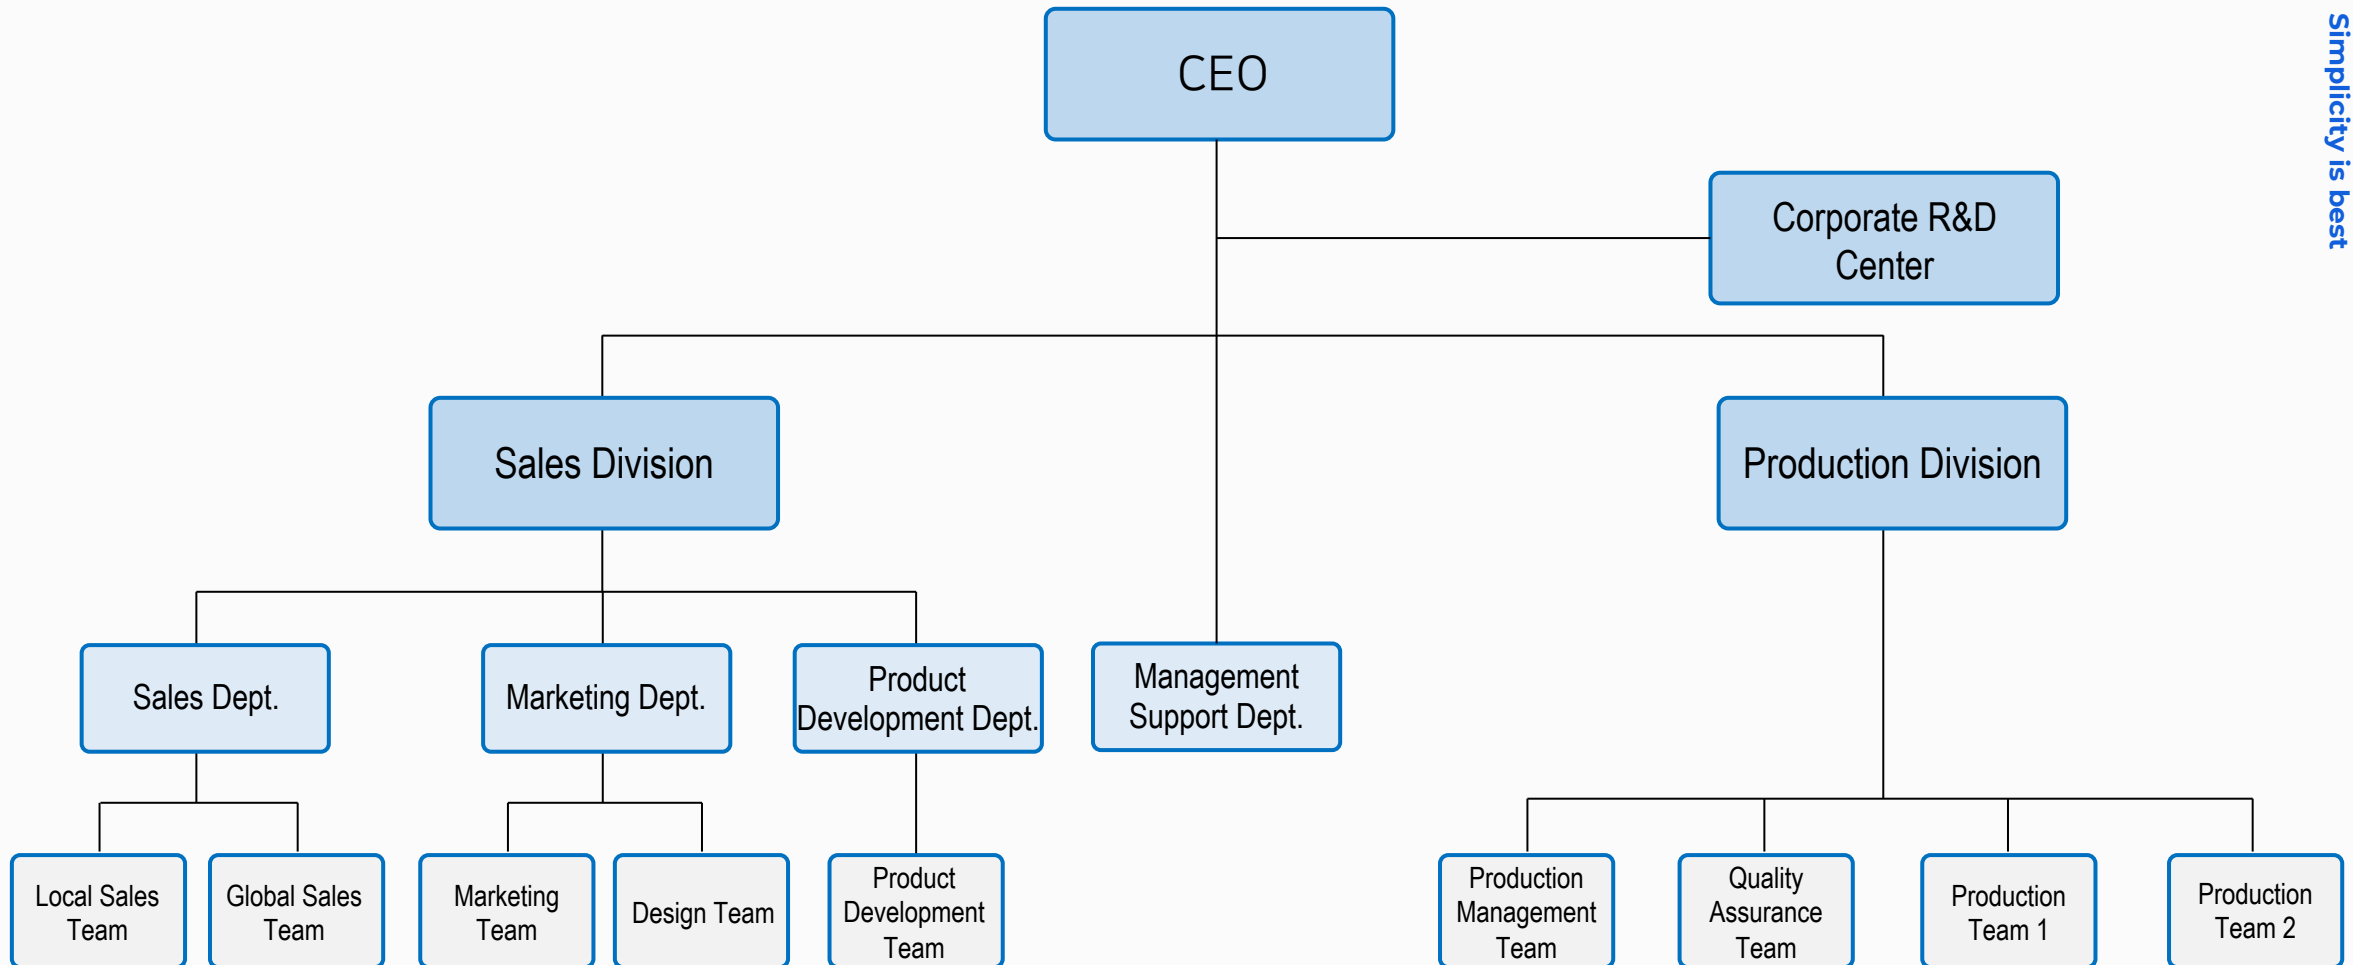 CEO
Simplicity is best
Corporate R&D
Center
Sales Division
Production Division
Sales Dept.
Marketing Dept.
Product
Development Dept.
Management
Support Dept.
Local Sales
Team
Global Sales
Team
Marketing
Team
Design Team
Product
Development
Team
Production
Management
Team
Quality
Assurance
Team
Production
Team 1
Production
Team 2